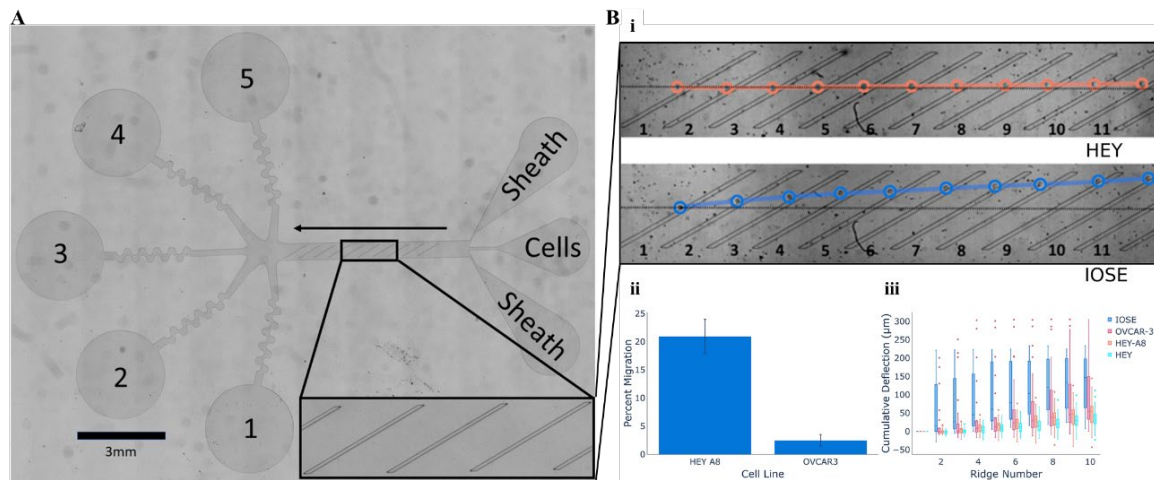 A
5
4
3
2
1
Sheath
Cells
Sheath
3mm
B
i
1 2 3 4 5 6 7 8 9 10 11
HEY
1 2 3 4 5 6 7 8 9 10 11
IOSE
ii
25
20
15
10
5
0
Percent Migration
HEY A8 OVCAR3
Cell Line
iii
300
250
200
150
100
50
0
−50
Cumulative Deflection (μm)
2 4 6 8 10
Ridge Number
IOSE
OVCAR-3
HEY-A8
HEY